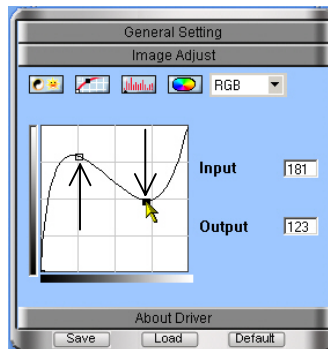 General Setting
Image Adjust
RGB
Input 181
Output 123
About Driver
Save Load Default